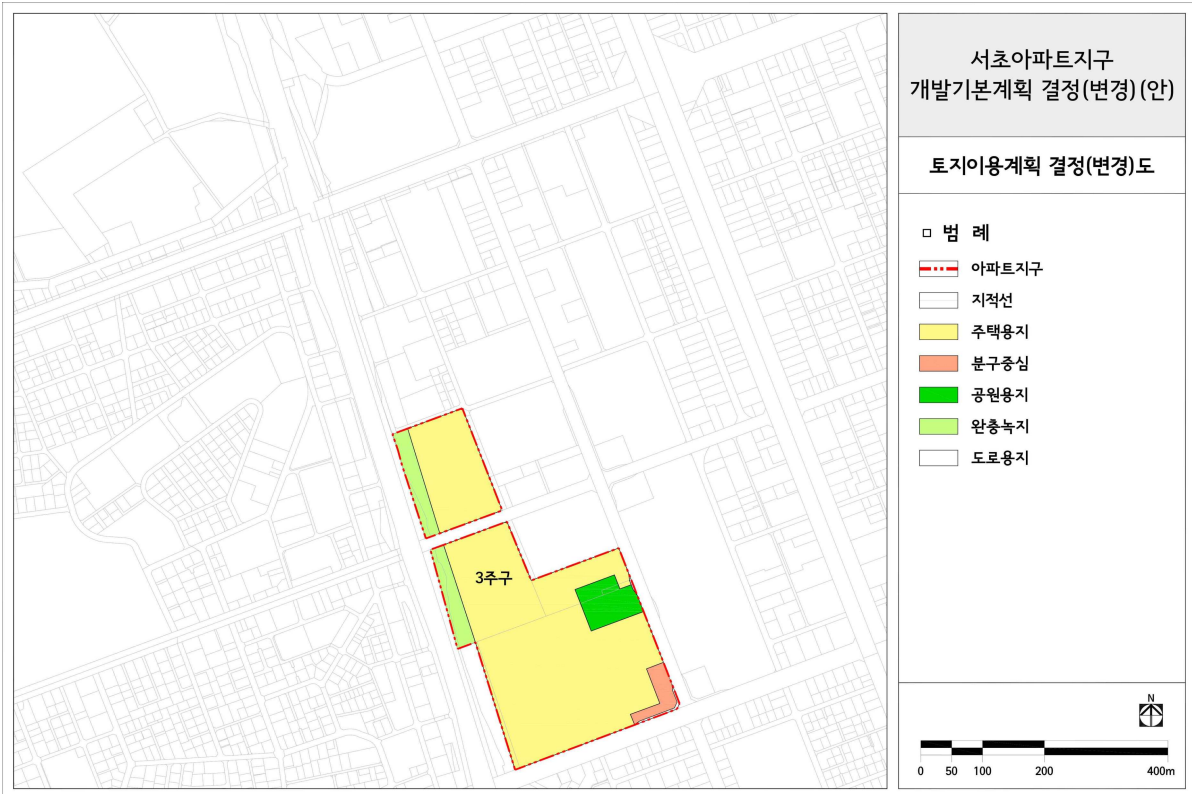 서초아파트지구
개발기본계획 결정(변경)(안)
토지이용계획 결정(변경)도
범 례
아파트지구
지적선
주택용지
분구중심
공원용지
완충녹지
도로용지
3주구
N
0 50 100 200 400m